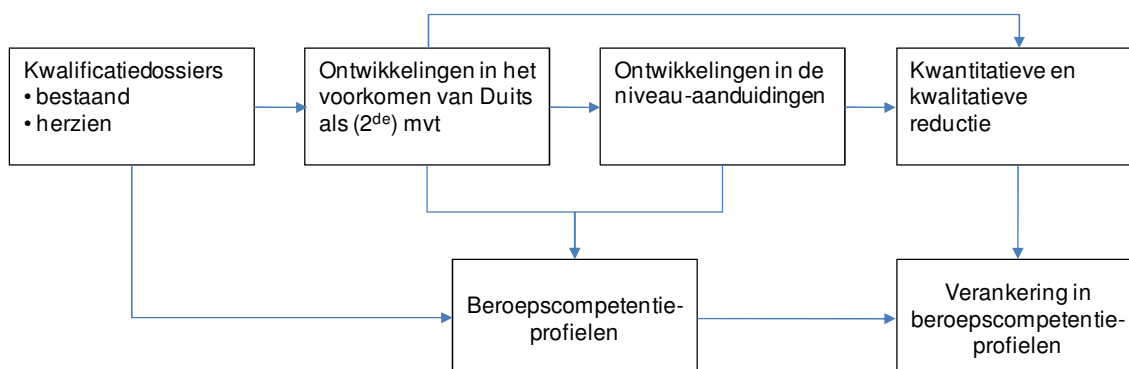 Kwalificatiedossiers
• bestaand
• herzien
Ontwikkelingen in het
voorkomen van Duits
als (2de) mvt
Ontwikkelingen in de
niveau-aanduidingen
Kwantitatieve en
kwalitatieve
reductie
Beroepscompetentie-
profielen
Verankering in
beroepscompetentie-
profielen